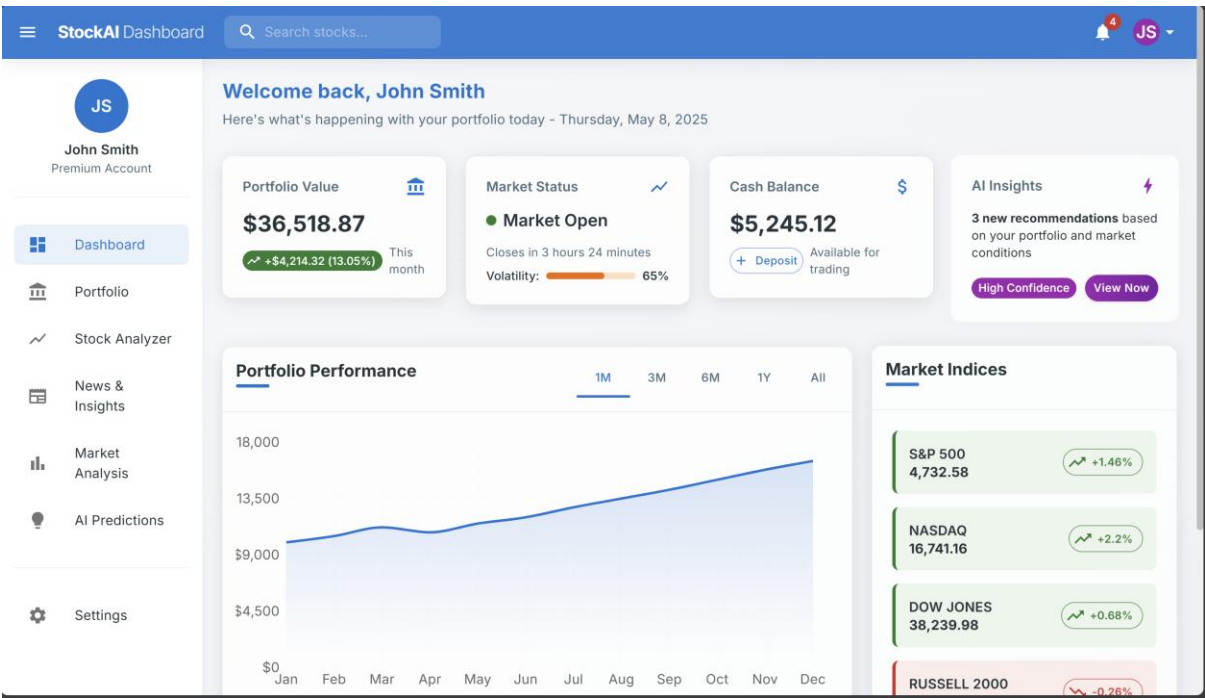 StockAI Dashboard
Search stocks...
4
JS
JS
John Smith
Premium Account
Dashboard
Portfolio
Stock Analyzer
News &
Insights
Market
Analysis
AI Predictions
Settings
Welcome back, John Smith
Here's what's happening with your portfolio today - Thursday, May 8, 2025
Portfolio Value
$36,518.87
+$4,214.32 (13.05%)
This
month
Market Status
Market Open
Closes in 3 hours 24 minutes
Volatility: 65%
Cash Balance
$
$5,245.12
+ Deposit
Available for
trading
AI Insights
3 new recommendations based
on your portfolio and market
conditions
High Confidence
View Now
Portfolio Performance
1M 3M 6M 1Y All
18,000
13,500
$9,000
$4,500
$0
Jan Feb Mar Apr May Jun Jul Aug Sep Oct Nov Dec
Market Indices
S&P 500
4,732.58
+1.46%
NASDAQ
16,741.16
+2.2%
DOW JONES
38,239.98
+0.68%
RUSSELL 2000
-0.26%